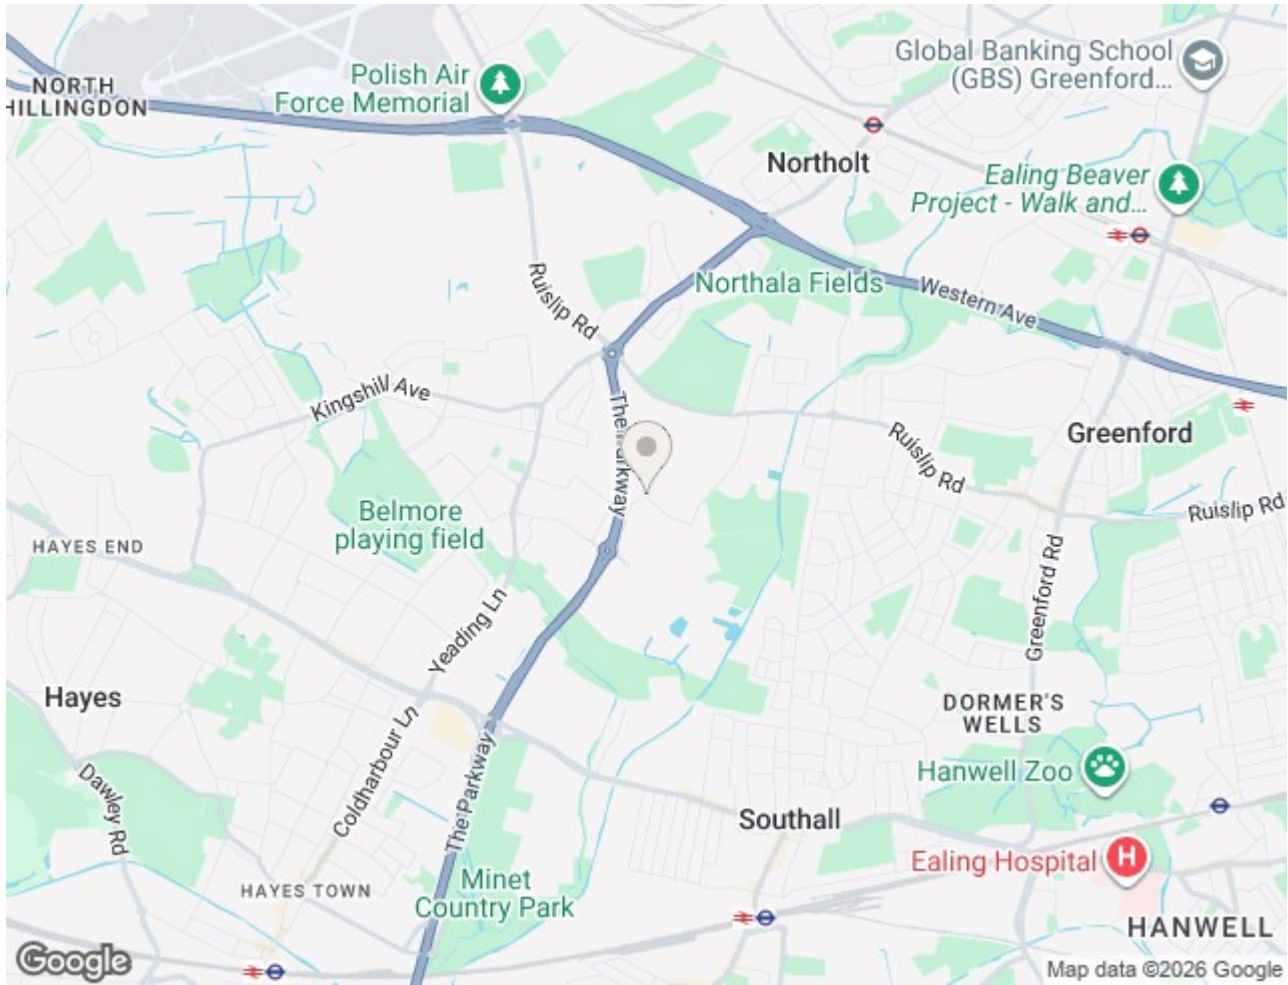 Global Banking School
(GBS) Greenford...
NORTH
HILLINGDON
Polish Air
Force Memorial
Northolt
Ealing Beaver
Project - Walk and...
Ruislip Rd
Northala Fields
Western Ave
Kingshill Ave
The Parkway
Ruislip Rd
Greenford
Ruislip Rd
Belmore
playing field
HAYES END
Greenford Rd
Yeading Ln
Hayes
DORMER'S
WELLS
Coldharbour Ln
The Parkway
Hanwell Zoo
Dawley Rd
Southall
Ealing Hospital
H
HAYES TOWN
Minet
Country Park
HANWELL
Google
Map data ©2026 Google